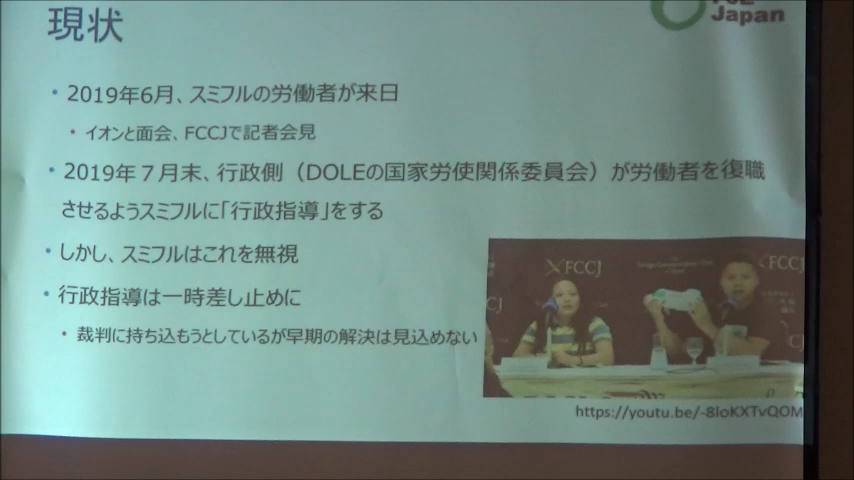 現状
Japan
• 2019年6月、スミフルの労働者が来日
• イオンと面会、FCCJで記者会見
• 2019年７月末、行政側（DOLEの国家労使関係委員会）が労働者を復職
させるようスミフルに「行政指導」をする
• しかし、スミフルはこれを無視
• 行政指導は一時差し止めに
• 裁判に持ち込もうとしているが早期の解決は見込めない
FCCJ
FCCJ
https://youtu.be/-8loKXTvQOM